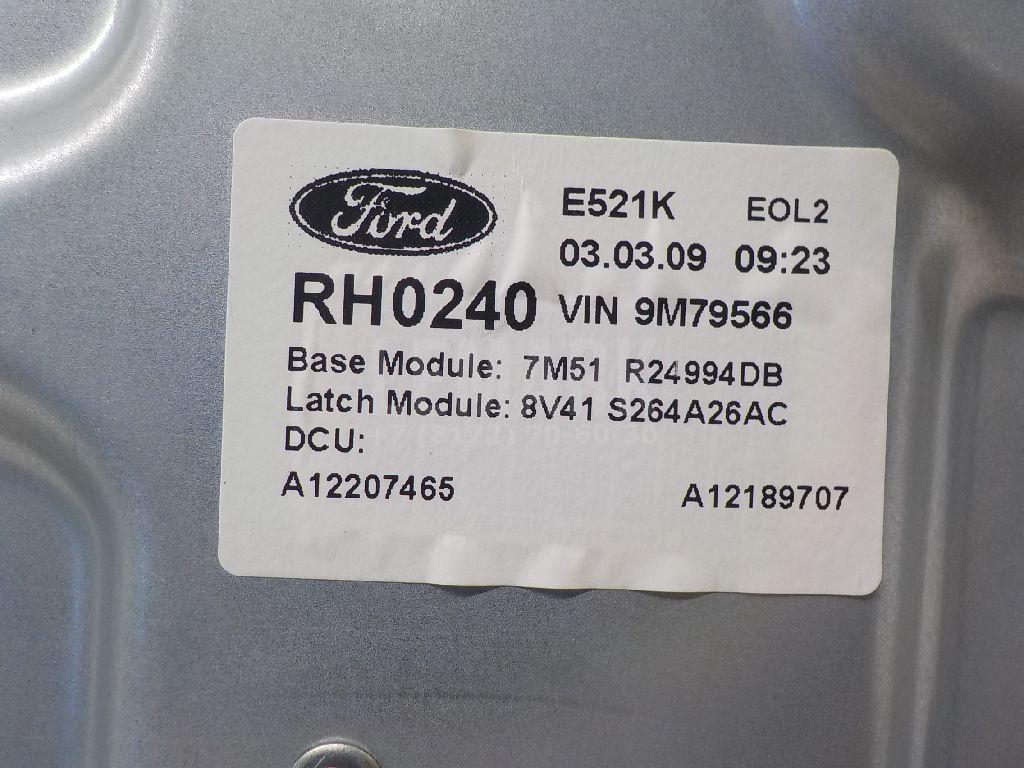 Ford
E521K EOL2
03.03.09 09:23
RH0240 VIN 9M79566
Base Module: 7M51 R24994DB
Latch Module: 8V41 S264A26AC
DCU:
A12207465 A12189707